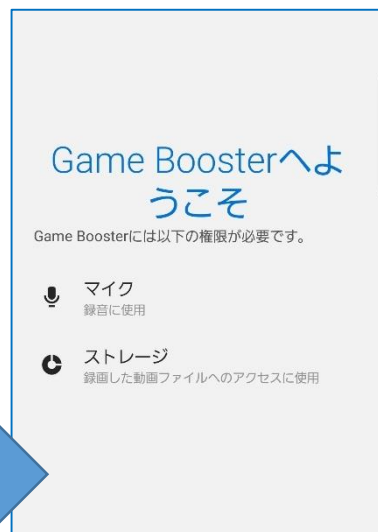 Game Boosterへよ
うこそ
Game Boosterには以下の権限が必要です。
マイク
録音に使用
ストレージ
録画した動画ファイルへのアクセスに使用